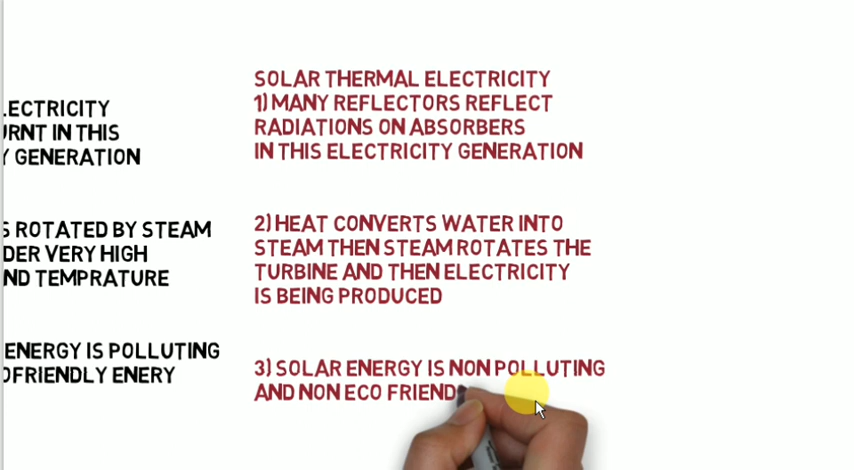 .ECTRICITY
URNT IN THIS
Y GENERATION
S ROTATED BY STEAM
DER VERY HIGH
ND TEMPRATURE
ENERGY IS POLLUTING
OFRIENDLY ENERY
SOLAR THERMAL ELECTRICITY
1) MANY REFLECTORS REFLECT
RADIATIONS ON ABSORBERS
IN THIS ELECTRICITY GENERATION
2) HEAT CONVERTS WATER INTO
STEAM THEN STEAM ROTATES THE
TURBINE AND THEN ELECTRICITY
IS BEING PRODUCED
3) SOLAR ENERGY IS NON POLLUTING
AND NON ECO FRIEND